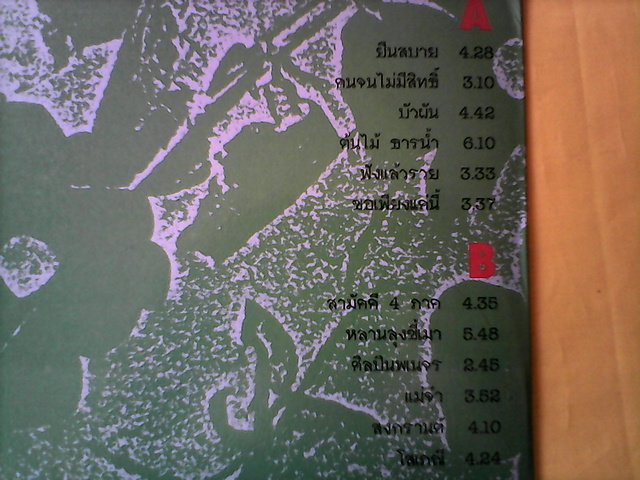 A
ยืนสบาย 4.28
คนจนไม่มีสิทธิ์ 3.10
บัวผัน 4.42
ต้นไม้ ธารน้ำ 6.10
ฟังแล้วรวย 3.33
ขอเพียงแค่นี้ 3.37
B
สามัคคี 4 ภาค 4.35
หลานลุงขี้เมา 5.48
ศิลปินพเนจร 2.45
แม่จ๋า 3.52
สงกรานต์ 4.10
โสเภณี 4.24